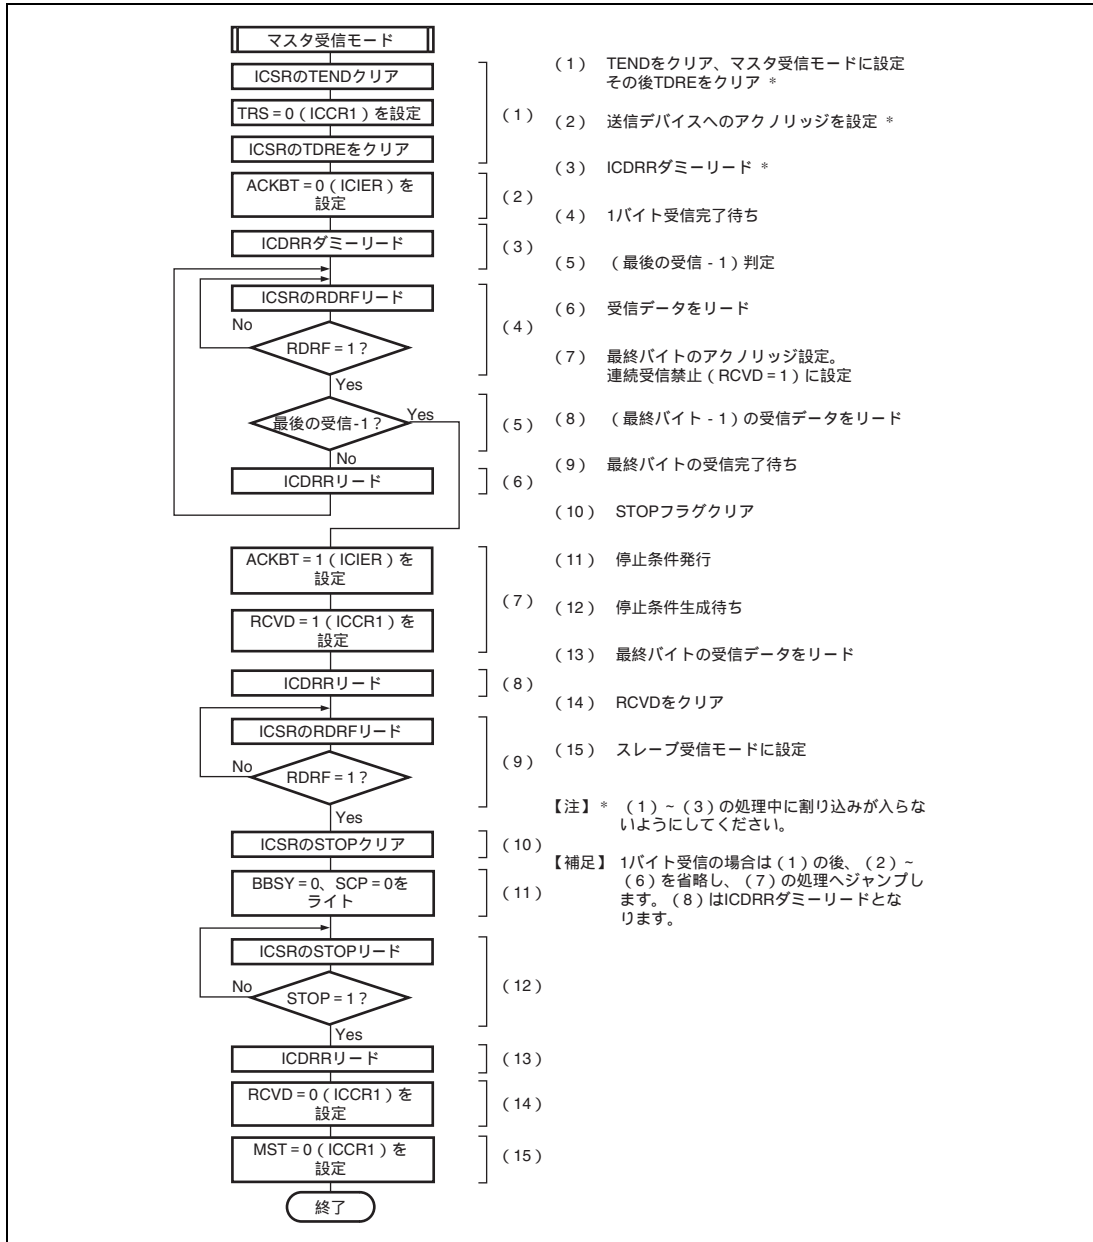 マスタ受信モード
ICSRのTENDクリア
TRS = 0 ( ICCR1 ) を設定
ICSRのTDREをクリア
( 1 )
ACKBT = 0 ( ICIER ) を
設定
( 2 )
ICDRRダミーリード
( 3 )
ICSRのRDRFリード
No
RDRF = 1 ?
( 4 )
Yes
最後の受信-1 ?
Yes
( 5 )
No
ICDRRリード
( 6 )
ACKBT = 1 ( ICIER ) を
設定
RCVD = 1 ( ICCR1 ) を
設定
( 7 )
ICDRRリード
( 8 )
ICSRのRDRFリード
No
RDRF = 1 ?
( 9 )
Yes
ICSRのSTOPクリア
( 10 )
BBSY = 0、SCP = 0を
ライト
( 11 )
ICSRのSTOPリード
No
STOP = 1 ?
( 12 )
Yes
ICDRRリード
( 13 )
RCVD = 0 ( ICCR1 ) を
設定
( 14 )
MST = 0 ( ICCR1 ) を
設定
( 15 )
終了
( 1 ) TENDをクリア、マスタ受信モードに設定
その後TDREをクリア *
( 2 ) 送信デバイスへのアクノリッジを設定 *
( 3 ) ICDRRダミーリード *
( 4 ) 1バイト受信完了待ち
( 5 ) ( 最後の受信 - 1 ) 判定
( 6 ) 受信データをリード
( 7 ) 最終バイトのアクノリッジ設定。
連続受信禁止 ( RCVD = 1 ) に設定
( 8 ) ( 最終バイト - 1 ) の受信データをリード
( 9 ) 最終バイトの受信完了待ち
( 10 ) STOPフラグクリア
( 11 ) 停止条件発行
( 12 ) 停止条件生成待ち
( 13 ) 最終バイトの受信データをリード
( 14 ) RCVDをクリア
( 15 ) スレーブ受信モードに設定
【注】 * ( 1 ) ~ ( 3 ) の処理中に割り込みが入らな
いようにしてください。
【補足】 1バイト受信の場合は ( 1 ) の後、( 2 ) ~
( 6 ) を省略し、( 7 ) の処理へジャンプし
ます。( 8 ) はICDRRダミーリードとな
ります。